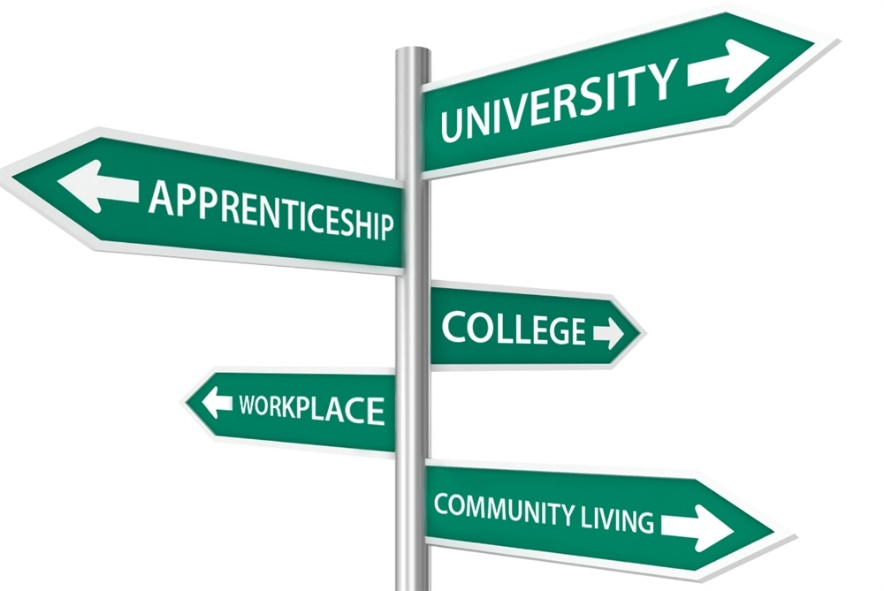 UNIVERSITY
APPRENTICESHIP
COLLEGE
WORKPLACE
COMMUNITY LIVING